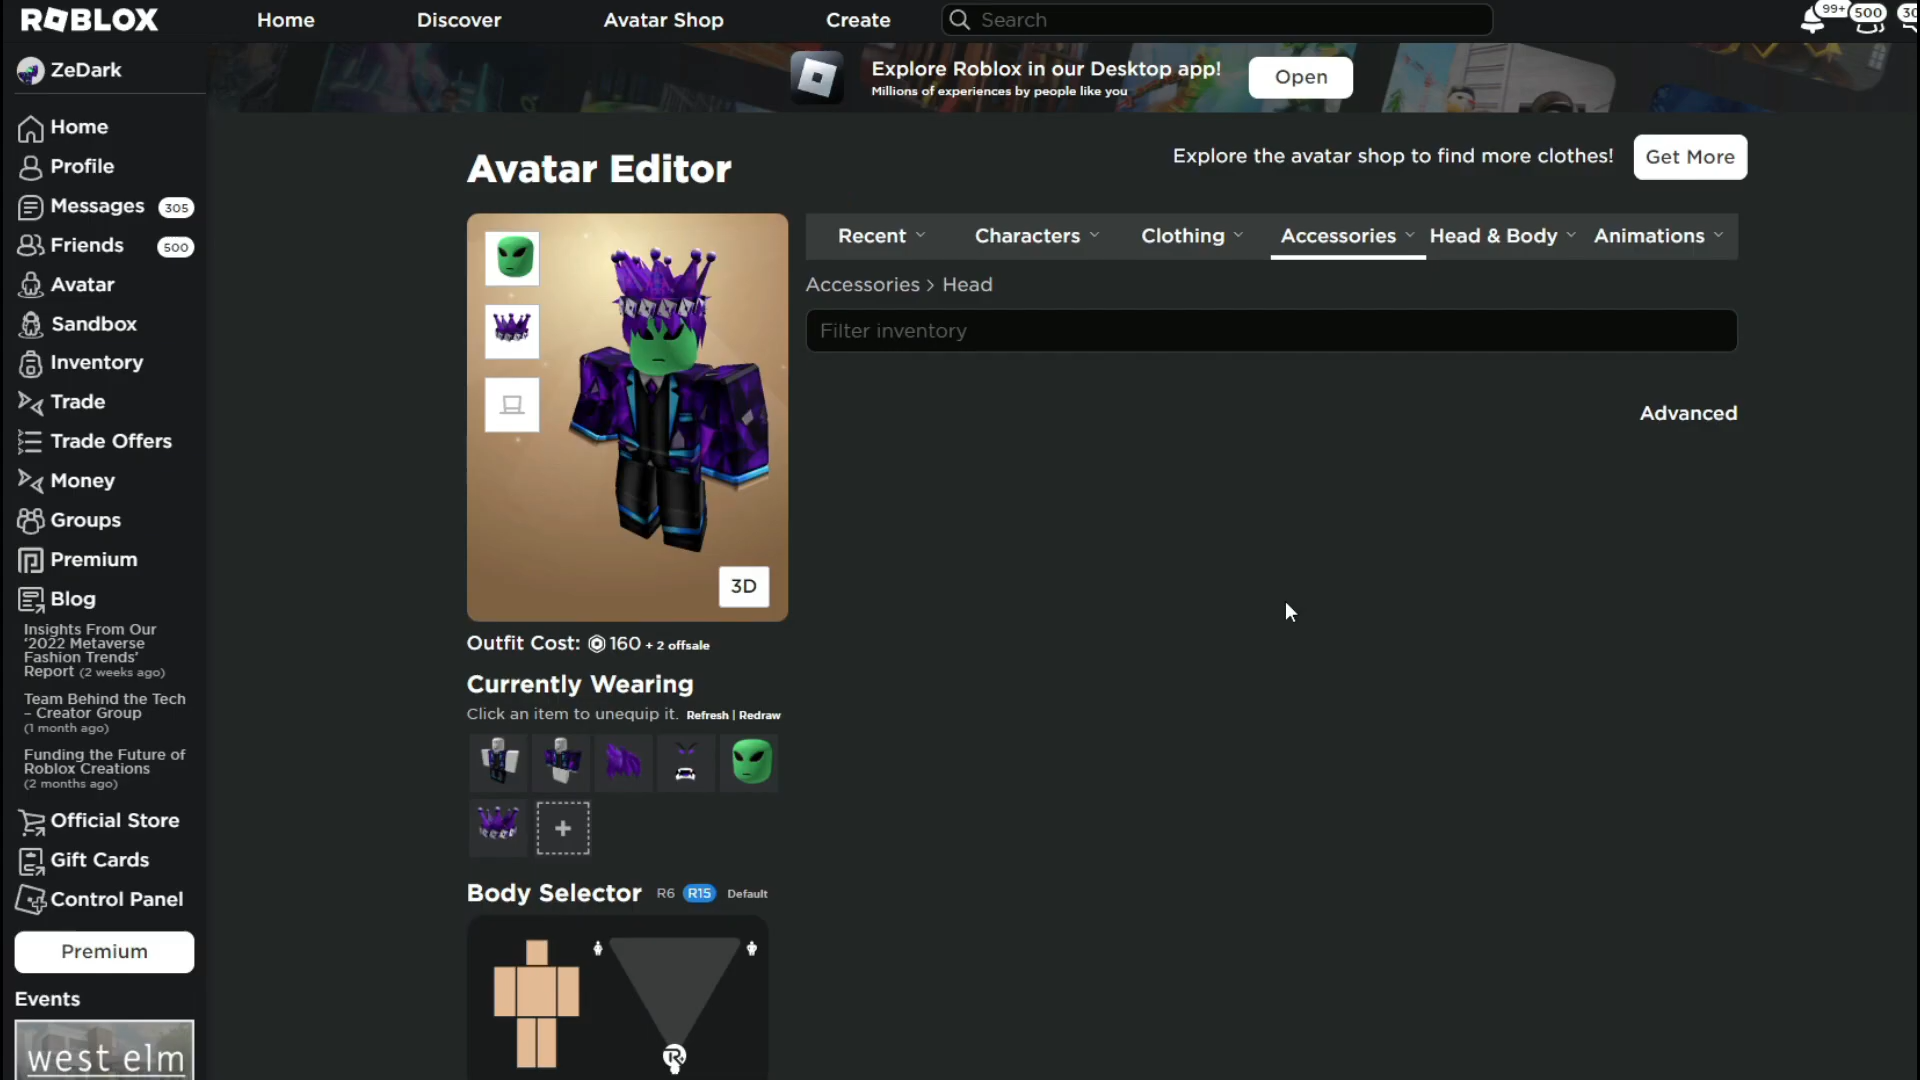 ROBLOX
Home
Discover
Avatar Shop
Create
Search
99+
500
30
ZeDark
Explore Roblox in our Desktop app!
Millions of experiences by people like you
Open
Home
Profile
Messages 305
Friends 500
Avatar
Sandbox
Inventory
Trade
Trade Offers
Money
Groups
Premium
Blog
Insights From Our
‘2022 Metaverse
Fashion Trends’
Report (2 weeks ago)
Team Behind the Tech
– Creator Group
(1 month ago)
Funding the Future of
Roblox Creations
(2 months ago)
Official Store
Gift Cards
Control Panel
Premium
Events
west elm
Avatar Editor
Explore the avatar shop to find more clothes!
Get More
3D
Outfit Cost: 160 + 2 offsale
Currently Wearing
Click an item to unequip it. Refresh | Redraw
+
Body Selector R6 R15 Default
Recent
Characters
Clothing
Accessories
Head & Body
Animations
Accessories > Head
Filter inventory
Advanced